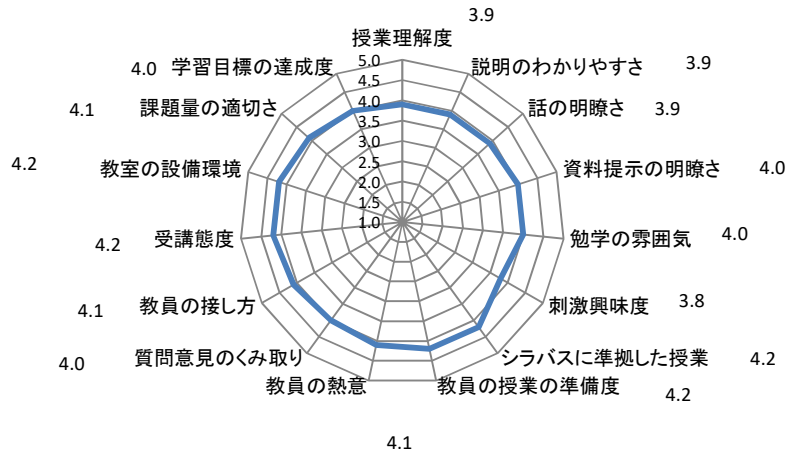 3.9
授業理解度
説明のわかりやすさ 3.9
話の明瞭さ 3.9
資料提示の明瞭さ 4.0
勉学の雰囲気 4.0
刺激興味度 3.8
シラバスに準拠した授業 4.2
教員の授業の準備度 4.2
教員の熱意
4.1
質問意見のくみ取り
4.0
教員の接し方
4.1
受講態度
4.2
教室の設備環境
4.2
課題量の適切さ
4.1
4.0 学習目標の達成度
5.0
4.5
4.0
3.5
3.0
2.5
2.0
1.5
1.0